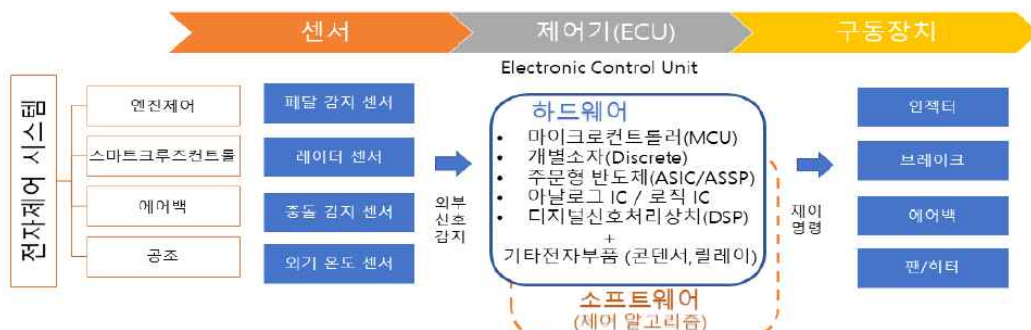 센서
제어기(ECU)
구동장치
Electronic Control Unit
전자제어 시스템
엔진제어
스마트크루즈컨트롤
에어백
공조
페달 감지 센서
레이더 센서
충돌 감지 센서
외기 온도 센서
외부
신호
감지
하드웨어
• 마이크로컨트롤러(MCU)
• 개별소자(Discrete)
• 주문형 반도체(ASIC/ASSP)
• 아날로그 IC / 로직 IC
• 디지털신호처리장치(DSP)
+
기타전자부품 (콘덴서,릴레이)
소프트웨어
(제어 알고리즘)
제어
명령
인젝터
브레이크
에어백
팬/히터